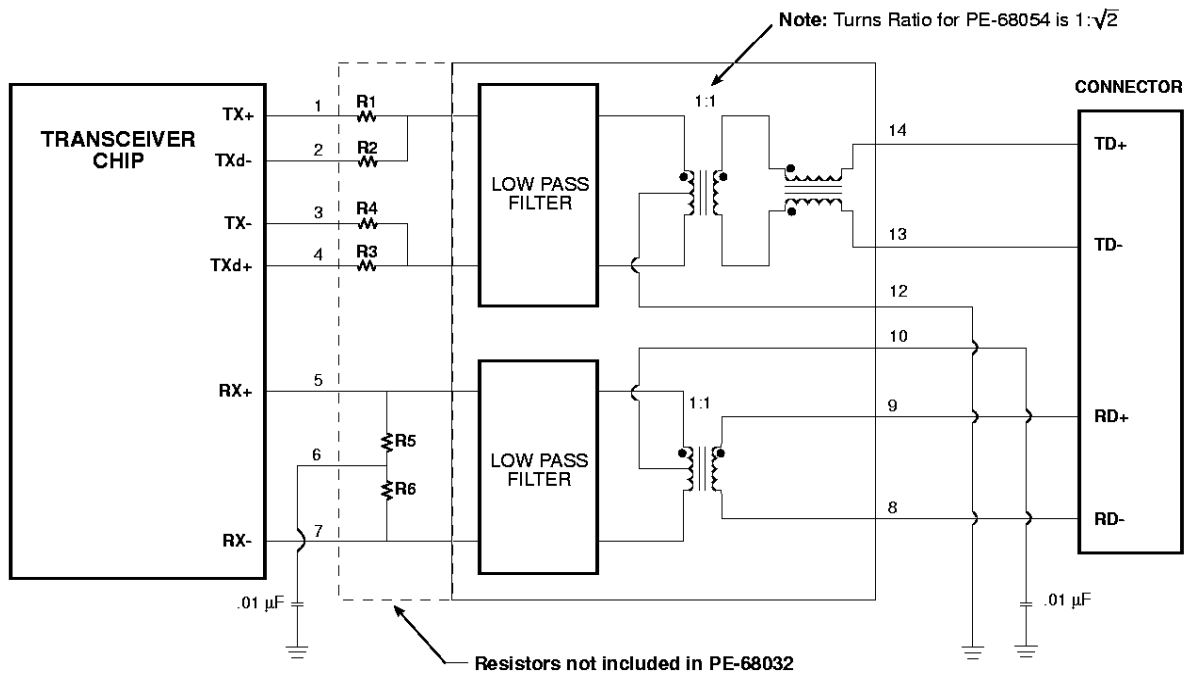 Note: Turns Ratio for PE-68054 is 1:√2
CONNECTOR
TRANSCEIVER
CHIP
TX+
1
R1
TXd-
2
R2
TX-
3
R4
TXd+
4
R3
LOW PASS
FILTER
1:1
14
TD+
13
TD-
12
10
RX+
5
R5
6
R6
RX-
7
LOW PASS
FILTER
1:1
9
RD+
8
RD-
.01 µF
.01 µF
Resistors not included in PE-68032